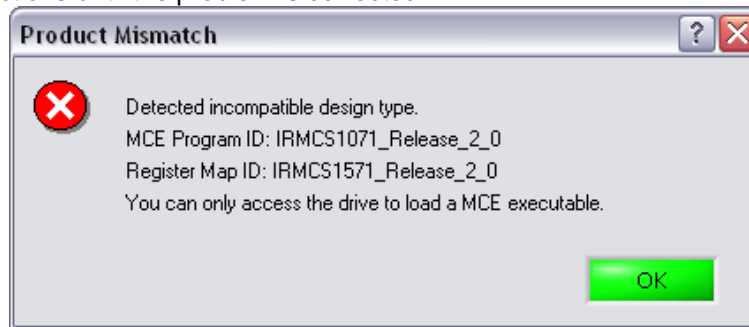 Product Mismatch
Detected incompatible design type.
MCE Program ID: IRMCS1071_Release_2_0
Register Map ID: IRMCS1571_Release_2_0
You can only access the drive to load a MCE executable.
OK